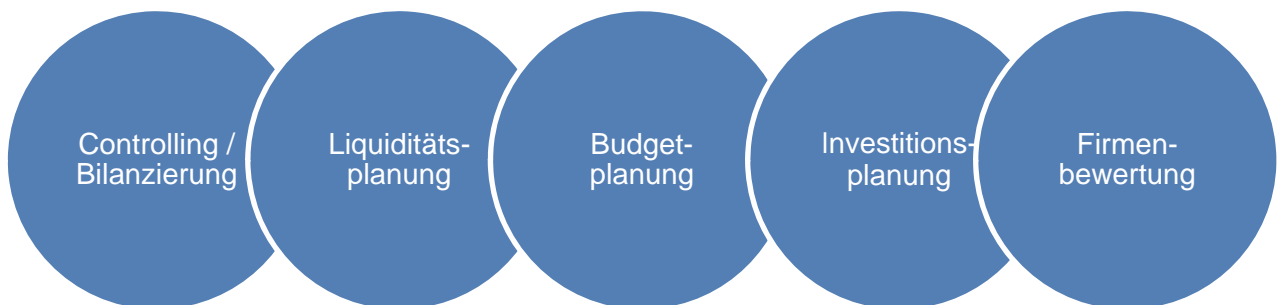 Controlling /
Bilanzierung
Liquiditäts-
planung
Budget-
planung
Investitions-
planung
Firmen-
bewertung